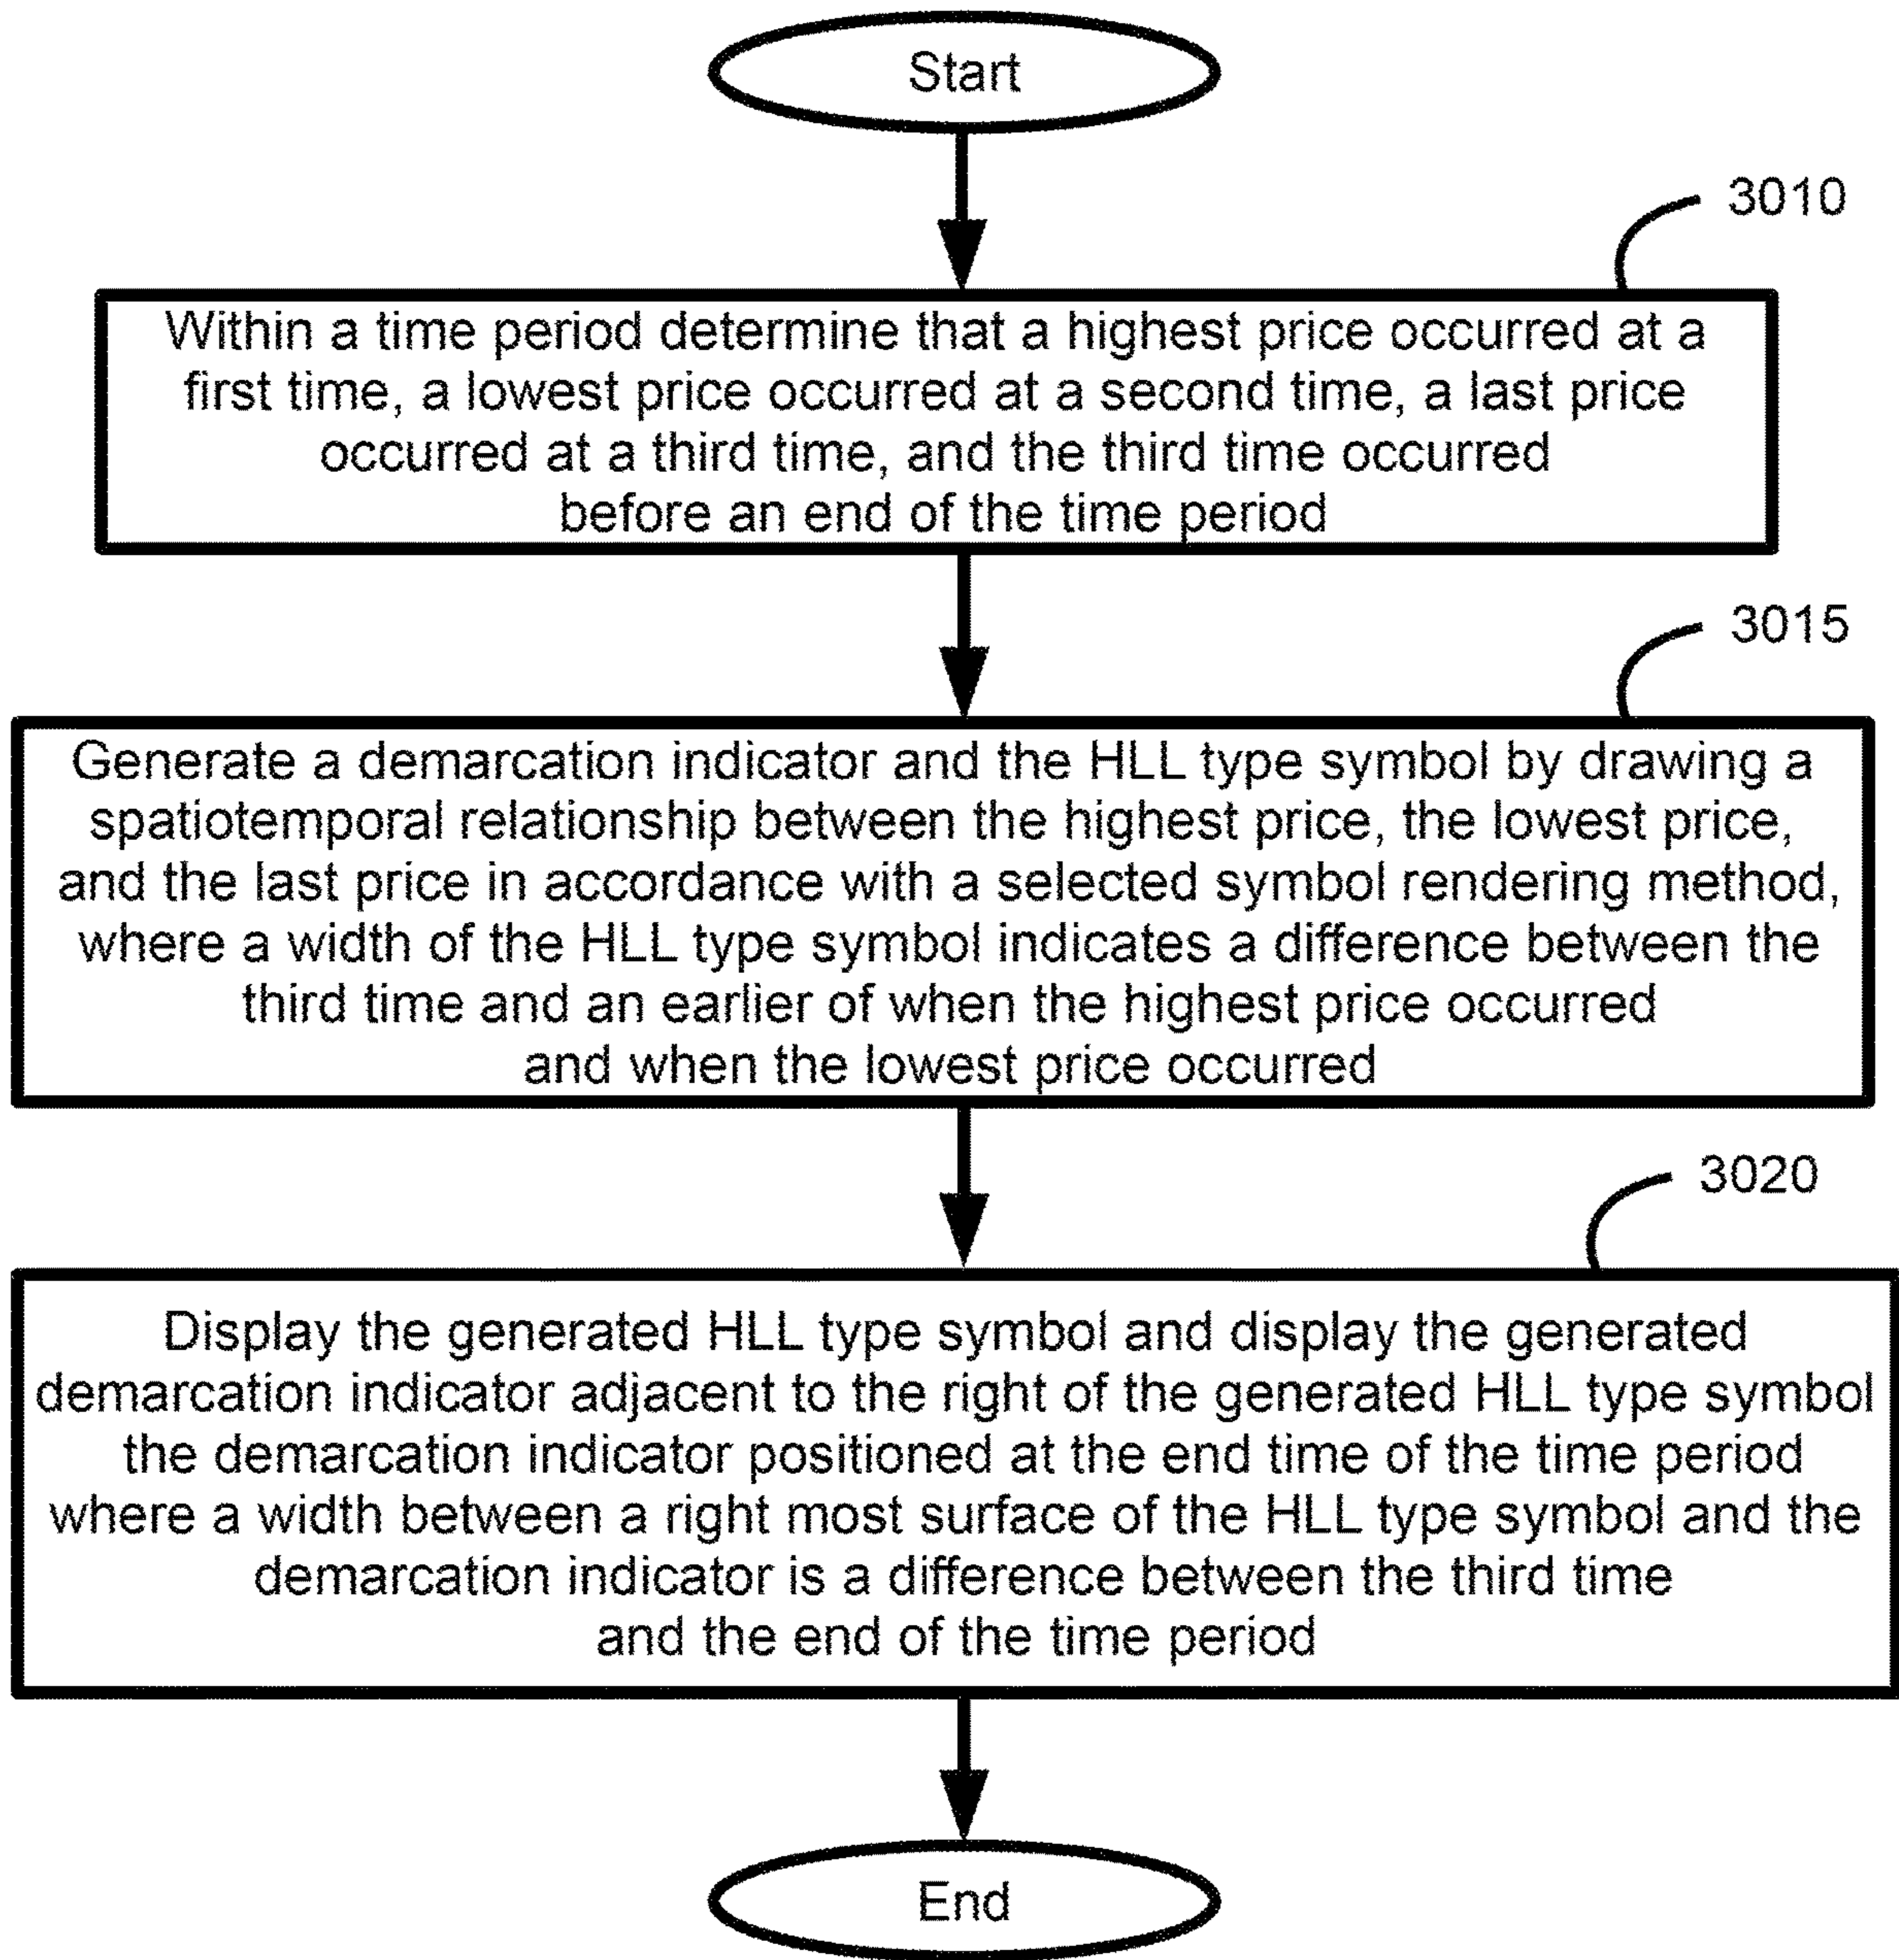 Start
3010
Within a time period determine that a highest price occurred at a
first time, a lowest price occurred at a second time, a last price
occurred at a third time, and the third time occurred
before an end of the time period
3015
Generate a demarcation indicator and the HLL type symbol by drawing a
spatiotemporal relationship between the highest price, the lowest price,
and the last price in accordance with a selected symbol rendering method,
where a width of the HLL type symbol indicates a difference between the
third time and an earlier of when the highest price occurred
and when the lowest price occurred
3020
Display the generated HLL type symbol and display the generated
demarcation indicator adjacent to the right of the generated HLL type symbol
the demarcation indicator positioned at the end time of the time period
where a width between a right most surface of the HLL type symbol and the
demarcation indicator is a difference between the third time
and the end of the time period
End